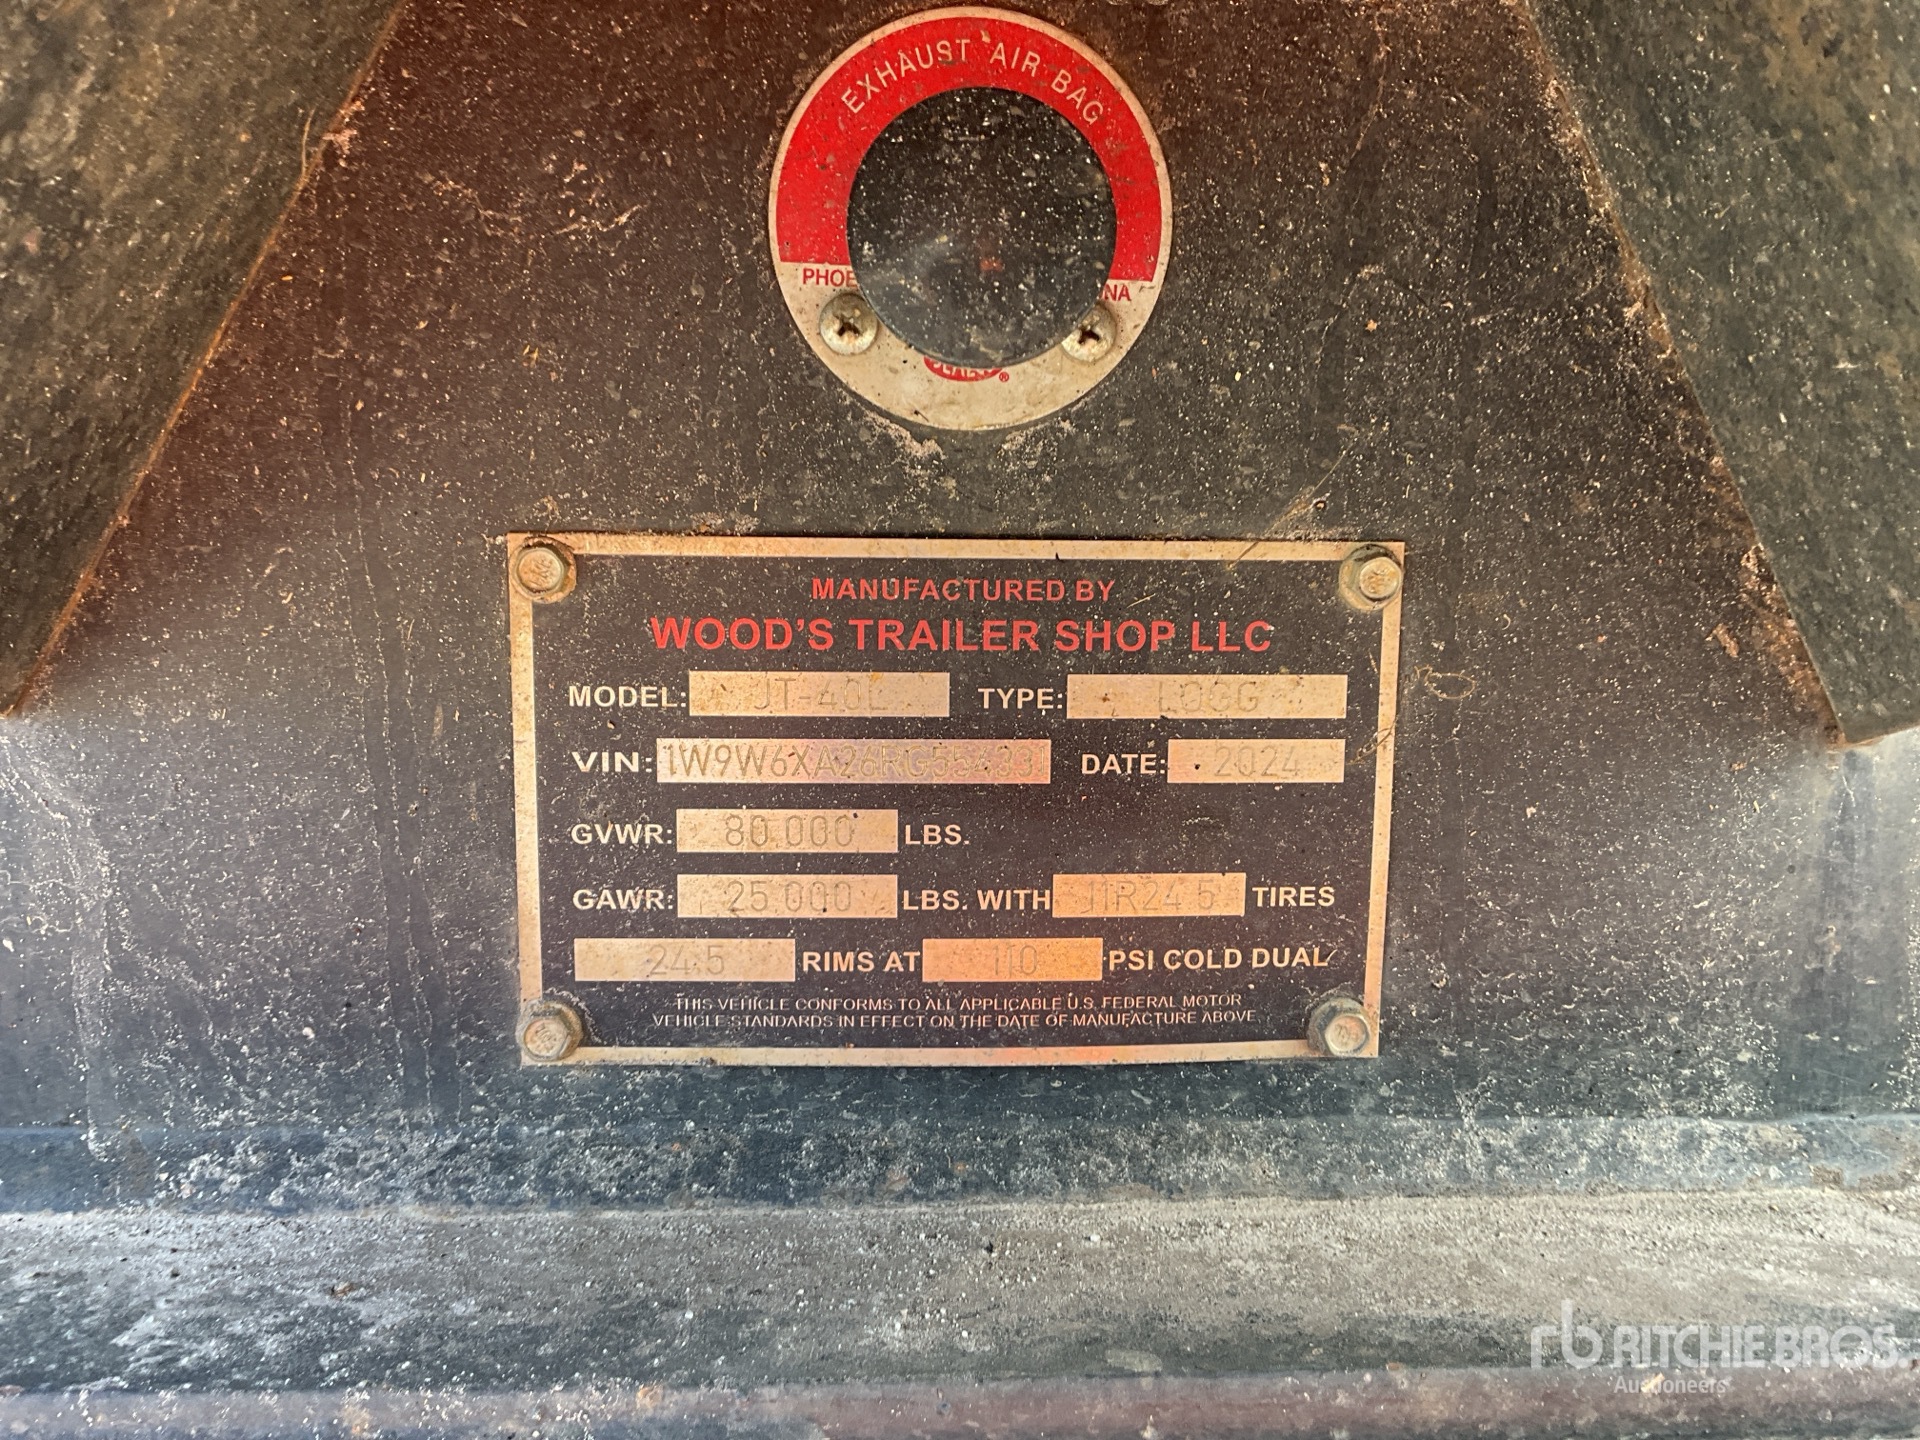 EXHAUST AIR BAG
MANUFACTURED BY
WOOD'S TRAILER SHOP LLC
MODEL: JT-40L TYPE: LOGG
VIN: 1W9W6XA26RG554331 DATE: 2024
GVWR: 80,000 LBS.
GAWR: 25,000 LBS. WITH 11R24.5 TIRES
24.5 RIMS AT 110 PSI COLD DUAL
THIS VEHICLE CONFORMS TO ALL APPLICABLE U.S. FEDERAL MOTOR
VEHICLE STANDARDS IN EFFECT ON THE DATE OF MANUFACTURE ABOVE
rb RITCHIE BROS.
Auctioneers